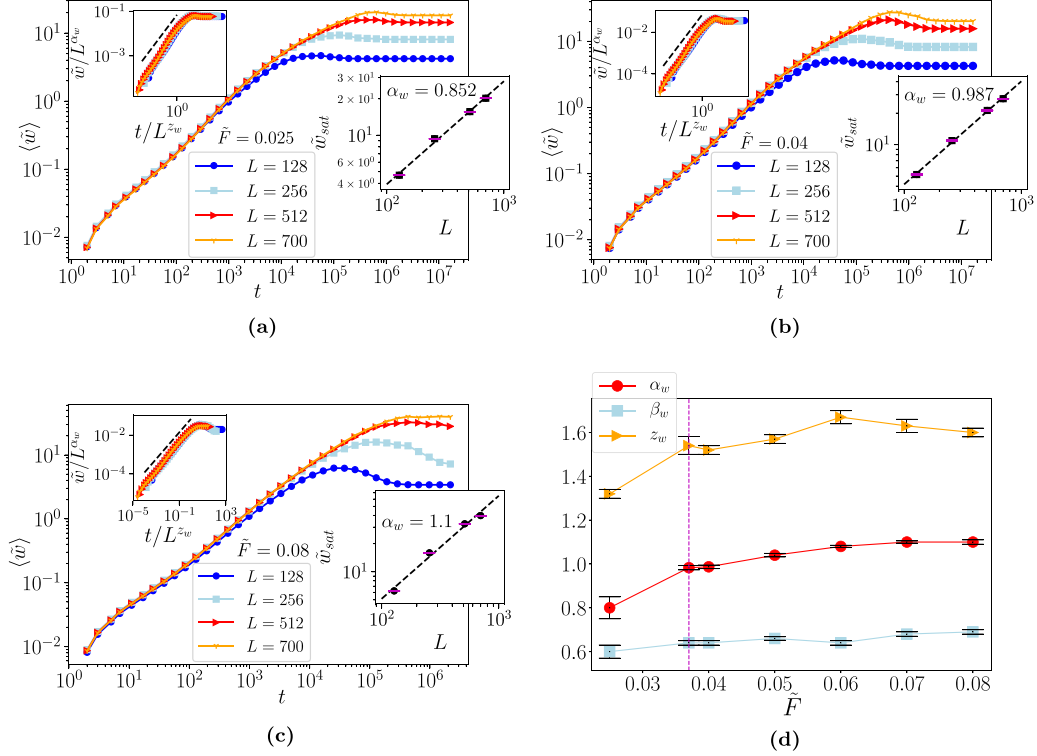 10^1
10^0
10^-1
10^-2
⟨w̃⟩
10^0 10^1 10^2 10^3 10^4 10^5 10^6 10^7
t
10^-1
10^-3
w̃/L^{α_w}
10^0
t/L^{z_w}
F̃ = 0.025
L = 128
L = 256
L = 512
L = 700
3 × 10^1
2 × 10^1
10^1
6 × 10^0
4 × 10^0
w̃_sat
α_w = 0.852
10^2 10^3
L
(a)
10^1
10^0
10^-1
10^-2
⟨w̃⟩
10^0 10^1 10^2 10^3 10^4 10^5 10^6 10^7
t
10^-1
10^-4
w̃/L^{α_w}
10^0
t/L^{z_w}
F̃ = 0.04
L = 128
L = 256
L = 512
L = 700
10^1
w̃_sat
α_w = 0.987
10^2 10^3
L
(b)
10^1
10^0
10^-1
10^-2
⟨w̃⟩
10^0 10^1 10^2 10^3 10^4 10^5 10^6
t
10^-2
10^-4
w̃/L^{α_w}
10^-5 10^-1 10^3
t/L^{z_w}
F̃ = 0.08
L = 128
L = 256
L = 512
L = 700
10^1
w̃_sat
α_w = 1.1
10^2 10^3
L
(c)
α_w
β_w
z_w
1.6
1.4
1.2
1.0
0.8
0.6
0.03 0.04 0.05 0.06 0.07 0.08
F̃
(d)